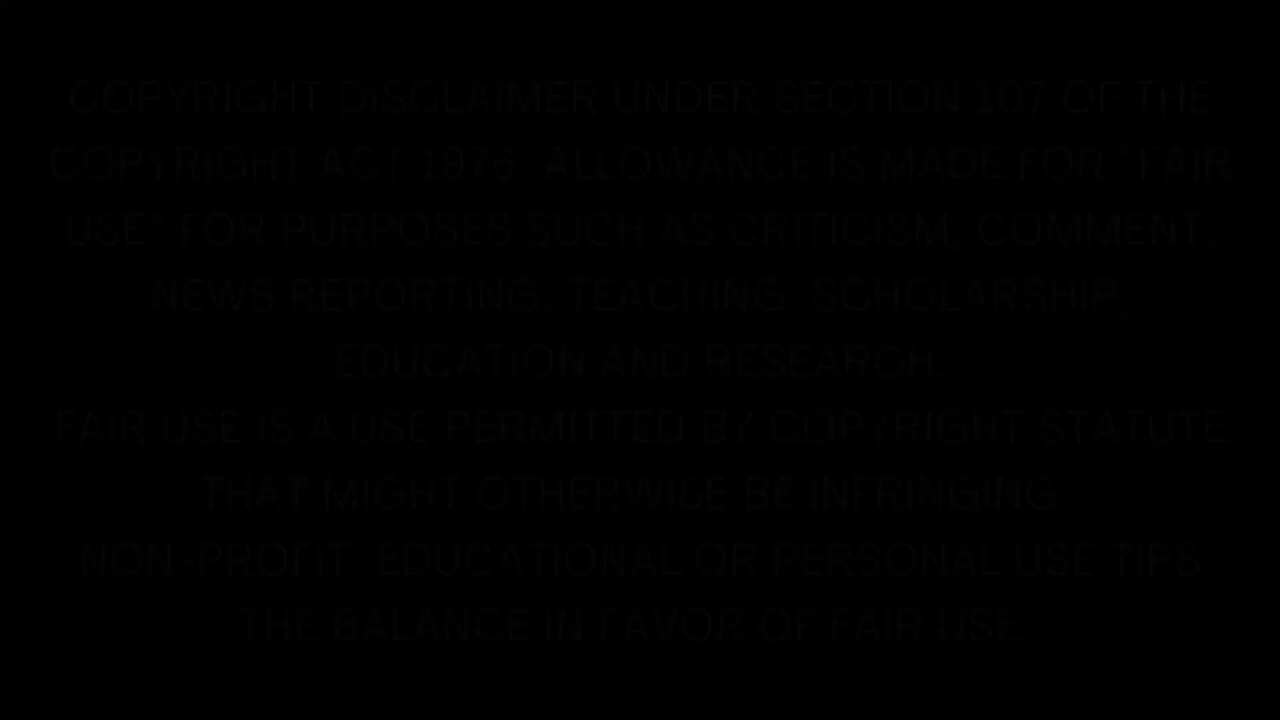 COPYRIGHT DISCLAIMER UNDER SECTION 107 OF THE
COPYRIGHT ACT 1976. ALLOWANCE IS MADE FOR "FAIR
USE" FOR PURPOSES SUCH AS CRITICISM, COMMENT,
NEWS REPORTING, TEACHING, SCHOLARSHIP,
EDUCATION AND RESEARCH.
FAIR USE IS A USE PERMITTED BY COPYRIGHT STATUTE
THAT MIGHT OTHERWISE BE INFRINGING.
NON-PROFIT, EDUCATIONAL OR PERSONAL USE TIPS
THE BALANCE IN FAVOR OF FAIR USE.